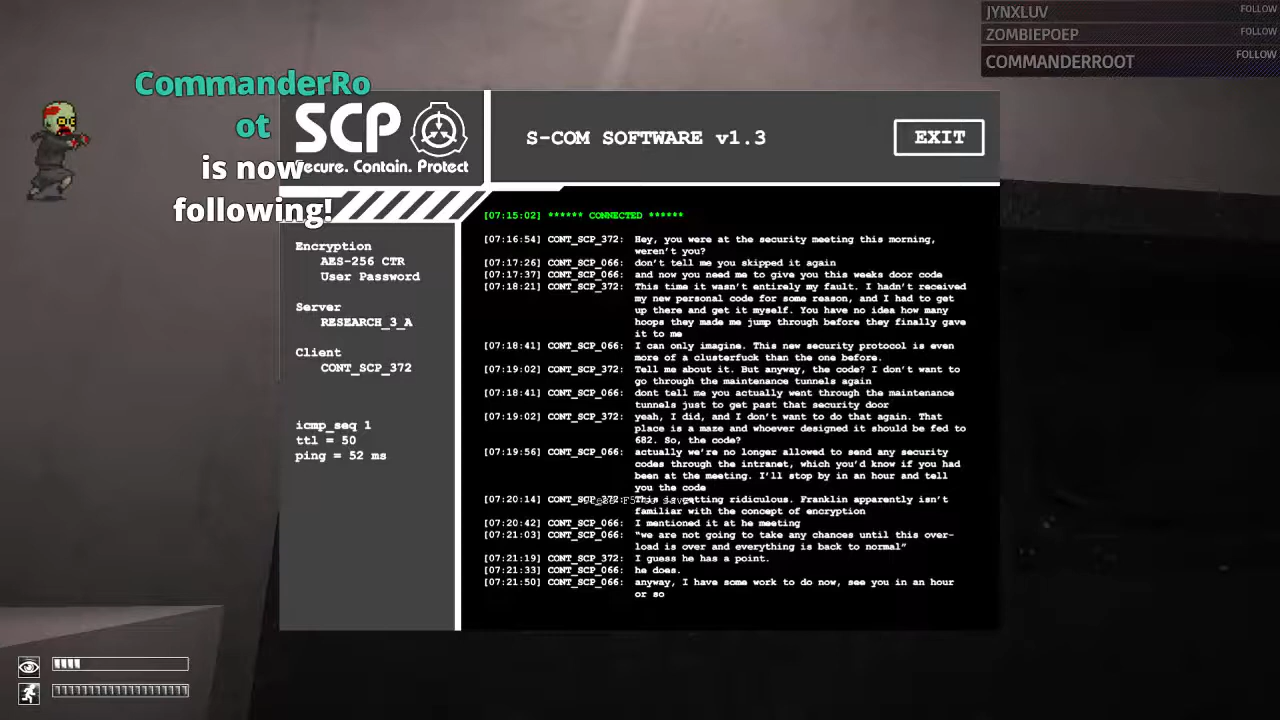 JYNXLUV FOLLOW
ZOMBIEPOEP FOLLOW
COMMANDERROOT FOLLOW
CommanderRo
ot
is now
following!
SCP
Secure. Contain. Protect
S-COM SOFTWARE v1.3
EXIT
Encryption
AES-256 CTR
User Password
Server
RESEARCH_3_A
Client
CONT_SCP_372
icmp_seq 1
ttl = 50
ping = 52 ms
[07:15:02] ****** CONNECTED ******
[07:16:54] CONT_SCP_372: Hey, you were at the security meeting this morning,
weren't you?
[07:17:26] CONT_SCP_066: don't tell me you skipped it again
[07:17:37] CONT_SCP_066: and now you need me to give you this weeks door code
[07:18:21] CONT_SCP_372: This time it wasn't entirely my fault. I hadn't received
my new personal code for some reason, and I had to get
up there and get it myself. You have no idea how many
hoops they made me jump through before they finally gave
it to me
[07:18:41] CONT_SCP_066: I can only imagine. This new security protocol is even
more of a clusterfuck than the one before.
[07:19:02] CONT_SCP_372: Tell me about it. But anyway, the code? I don't want to
go through the maintenance tunnels again
[07:18:41] CONT_SCP_066: dont tell me you actually went through the maintenance
tunnels just to get past that security door
[07:19:02] CONT_SCP_372: yeah, I did, and I don't want to do that again. That
place is a maze and whoever designed it should be fed to
682. So, the code?
[07:19:56] CONT_SCP_066: actually we're no longer allowed to send any security
codes through the intranet, which you'd know if you had
been at the meeting. I'll stop by in an hour and tell
you the code
[07:20:14] CONT_SCP_372: This is getting ridiculous. Franklin apparently isn't
familiar with the concept of encryption
[07:20:42] CONT_SCP_066: I mentioned it at he meeting
[07:21:03] CONT_SCP_066: "we are not going to take any chances until this over-
load is over and everything is back to normal"
[07:21:19] CONT_SCP_372: I guess he has a point.
[07:21:33] CONT_SCP_066: he does.
[07:21:50] CONT_SCP_066: anyway, I have some work to do now, see you in an hour
or so